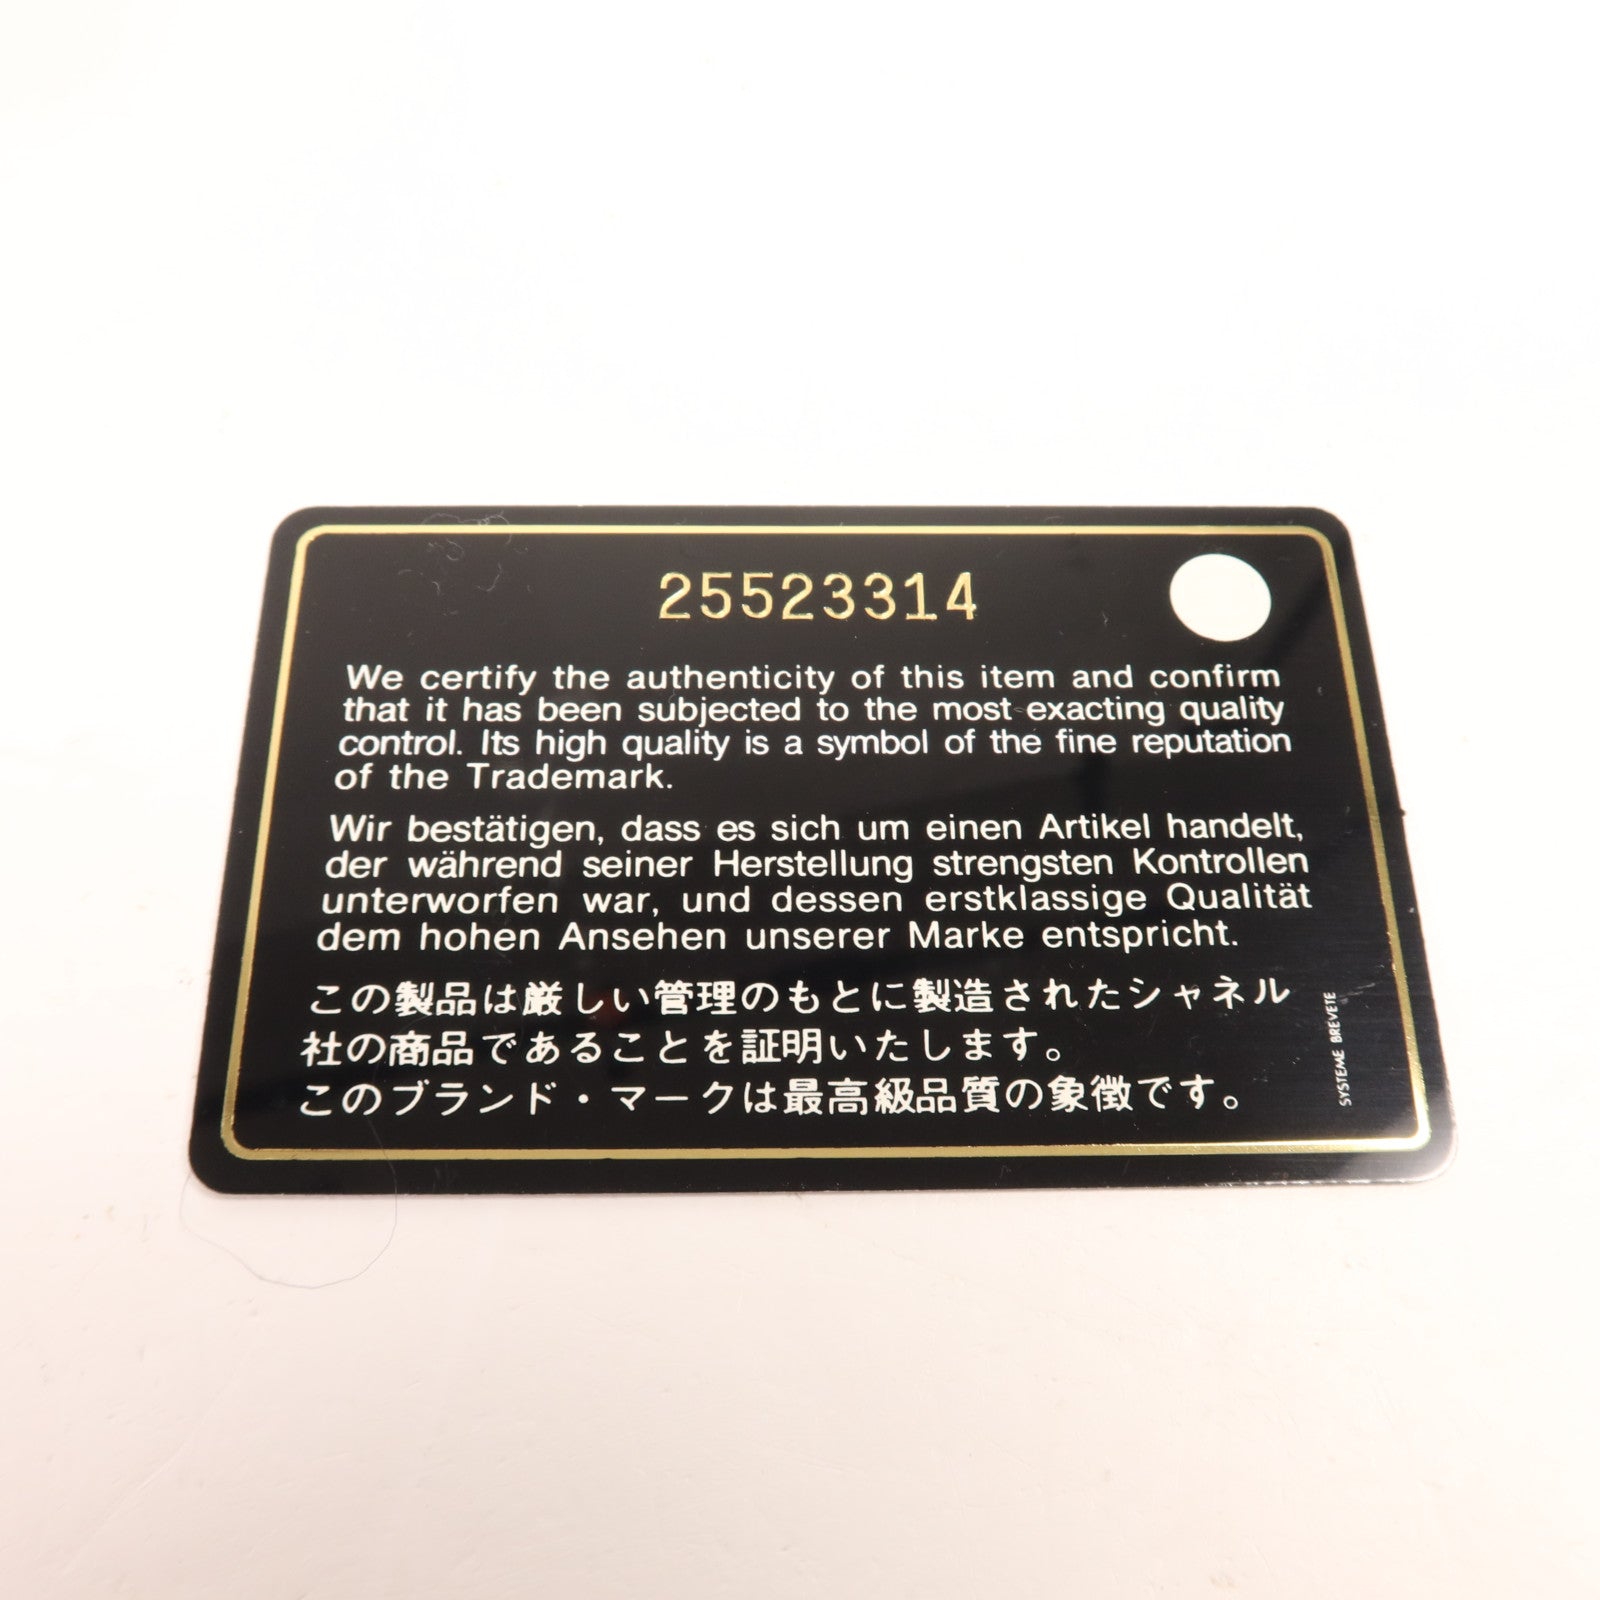 25523314
We certify the authenticity of this item and confirm
that it has been subjected to the most exacting quality
control. Its high quality is a symbol of the fine reputation
of the Trademark.
Wir bestätigen, dass es sich um einen Artikel handelt,
der während seiner Herstellung strengsten Kontrollen
unterworfen war, und dessen erstklassige Qualität
dem hohen Ansehen unserer Marke entspricht.
この製品は厳しい管理のもとに製造されたシャネル
社の商品であることを証明いたします。
このブランド・マークは最高級品質の象徴です。
SYSTEME BREVETE